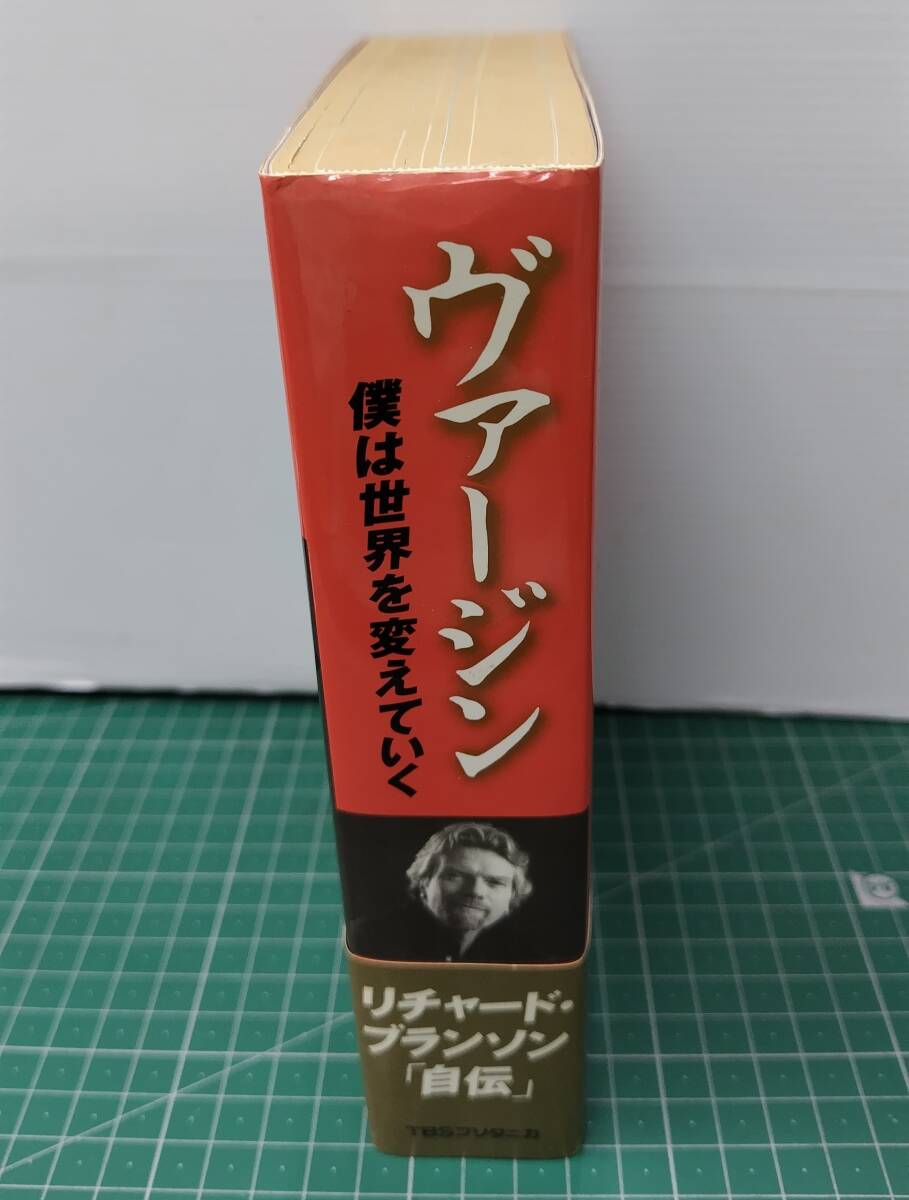 ヴァージン
僕は世界を変えていく
リチャード・
ブランソン
「自伝」
TBSブリタニカ